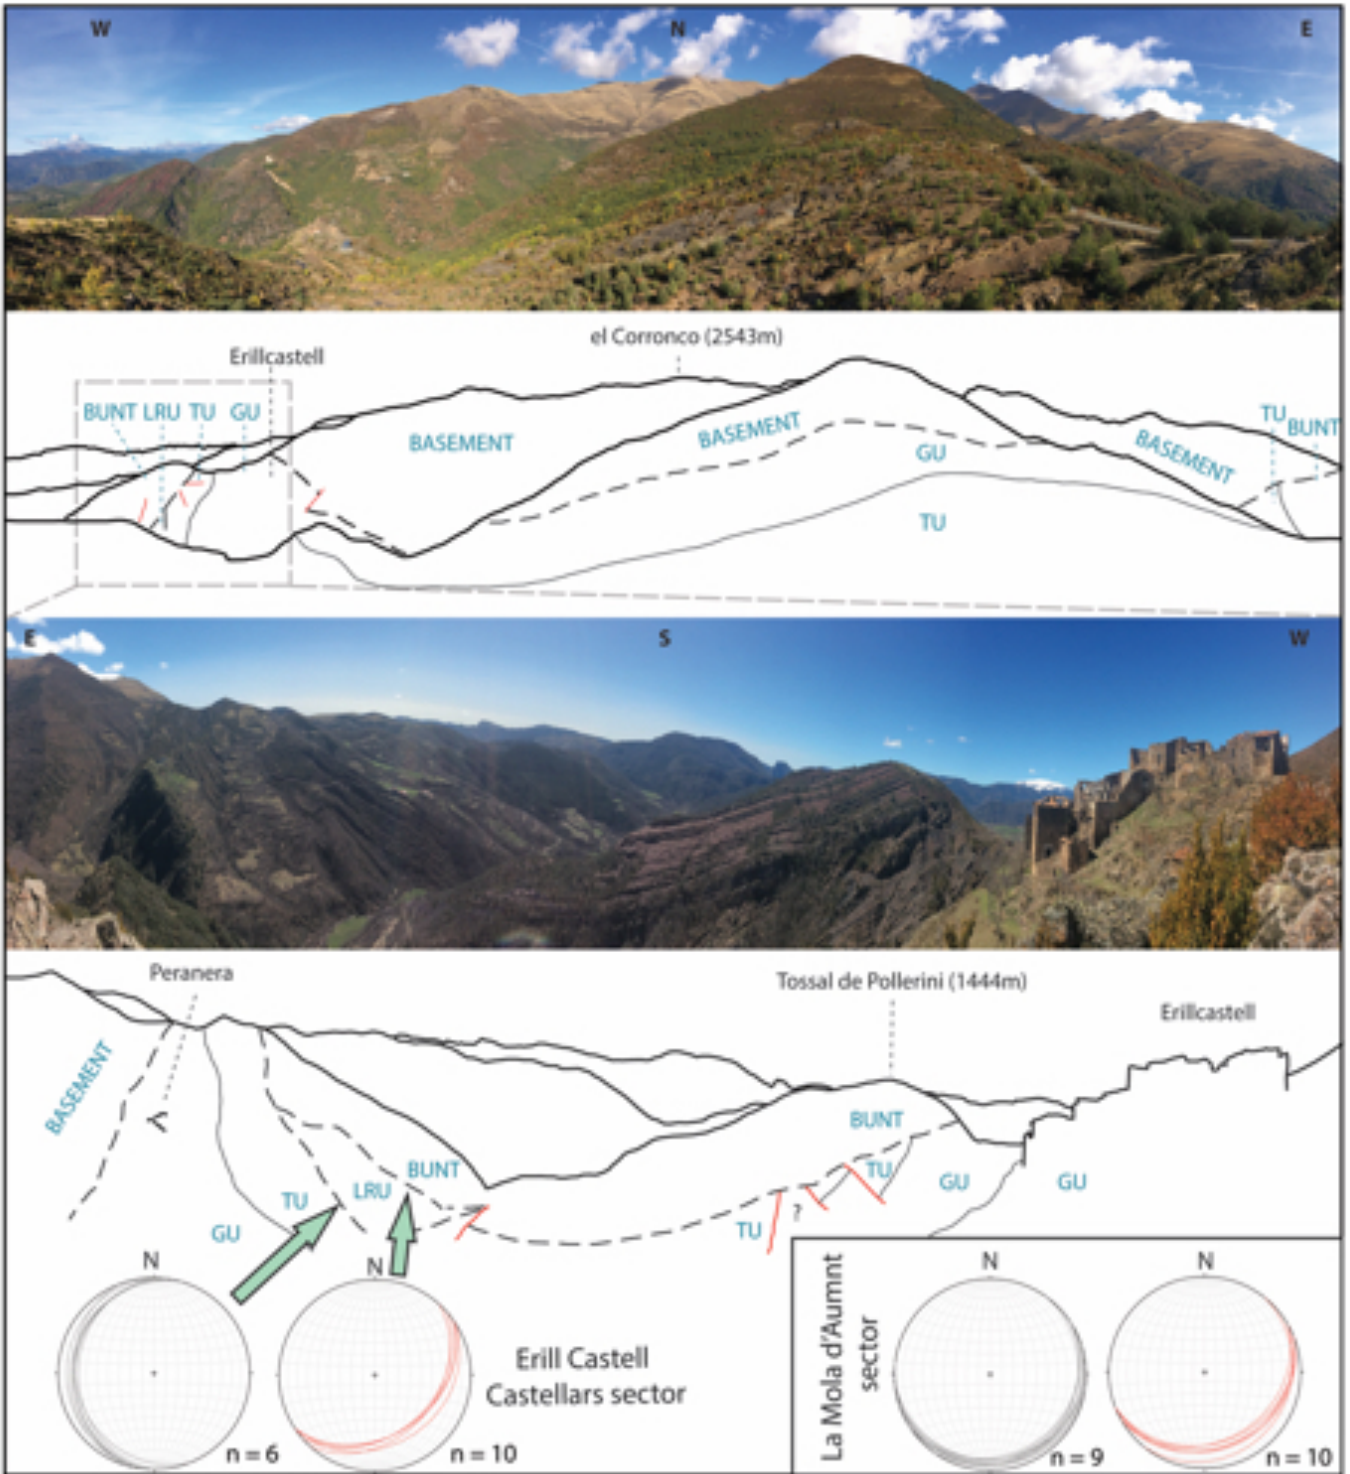 W N E
el Corronco (2543m)
Erillcastell
BUNT LRU TU GU
BASEMENT
BASEMENT
GU
TU
BASEMENT
TU
BUNT
E S W
Peranera
Tossal de Pollerini (1444m)
Erillcastell
BASEMENT
BUNT
BUNT
TU
LRU
TU
GU
GU
TU
GU
?
N
N
n = 6
n = 10
Erill Castell
Castellars sector
La Mola d'Aumnt
sector
N
N
n = 9
n = 10